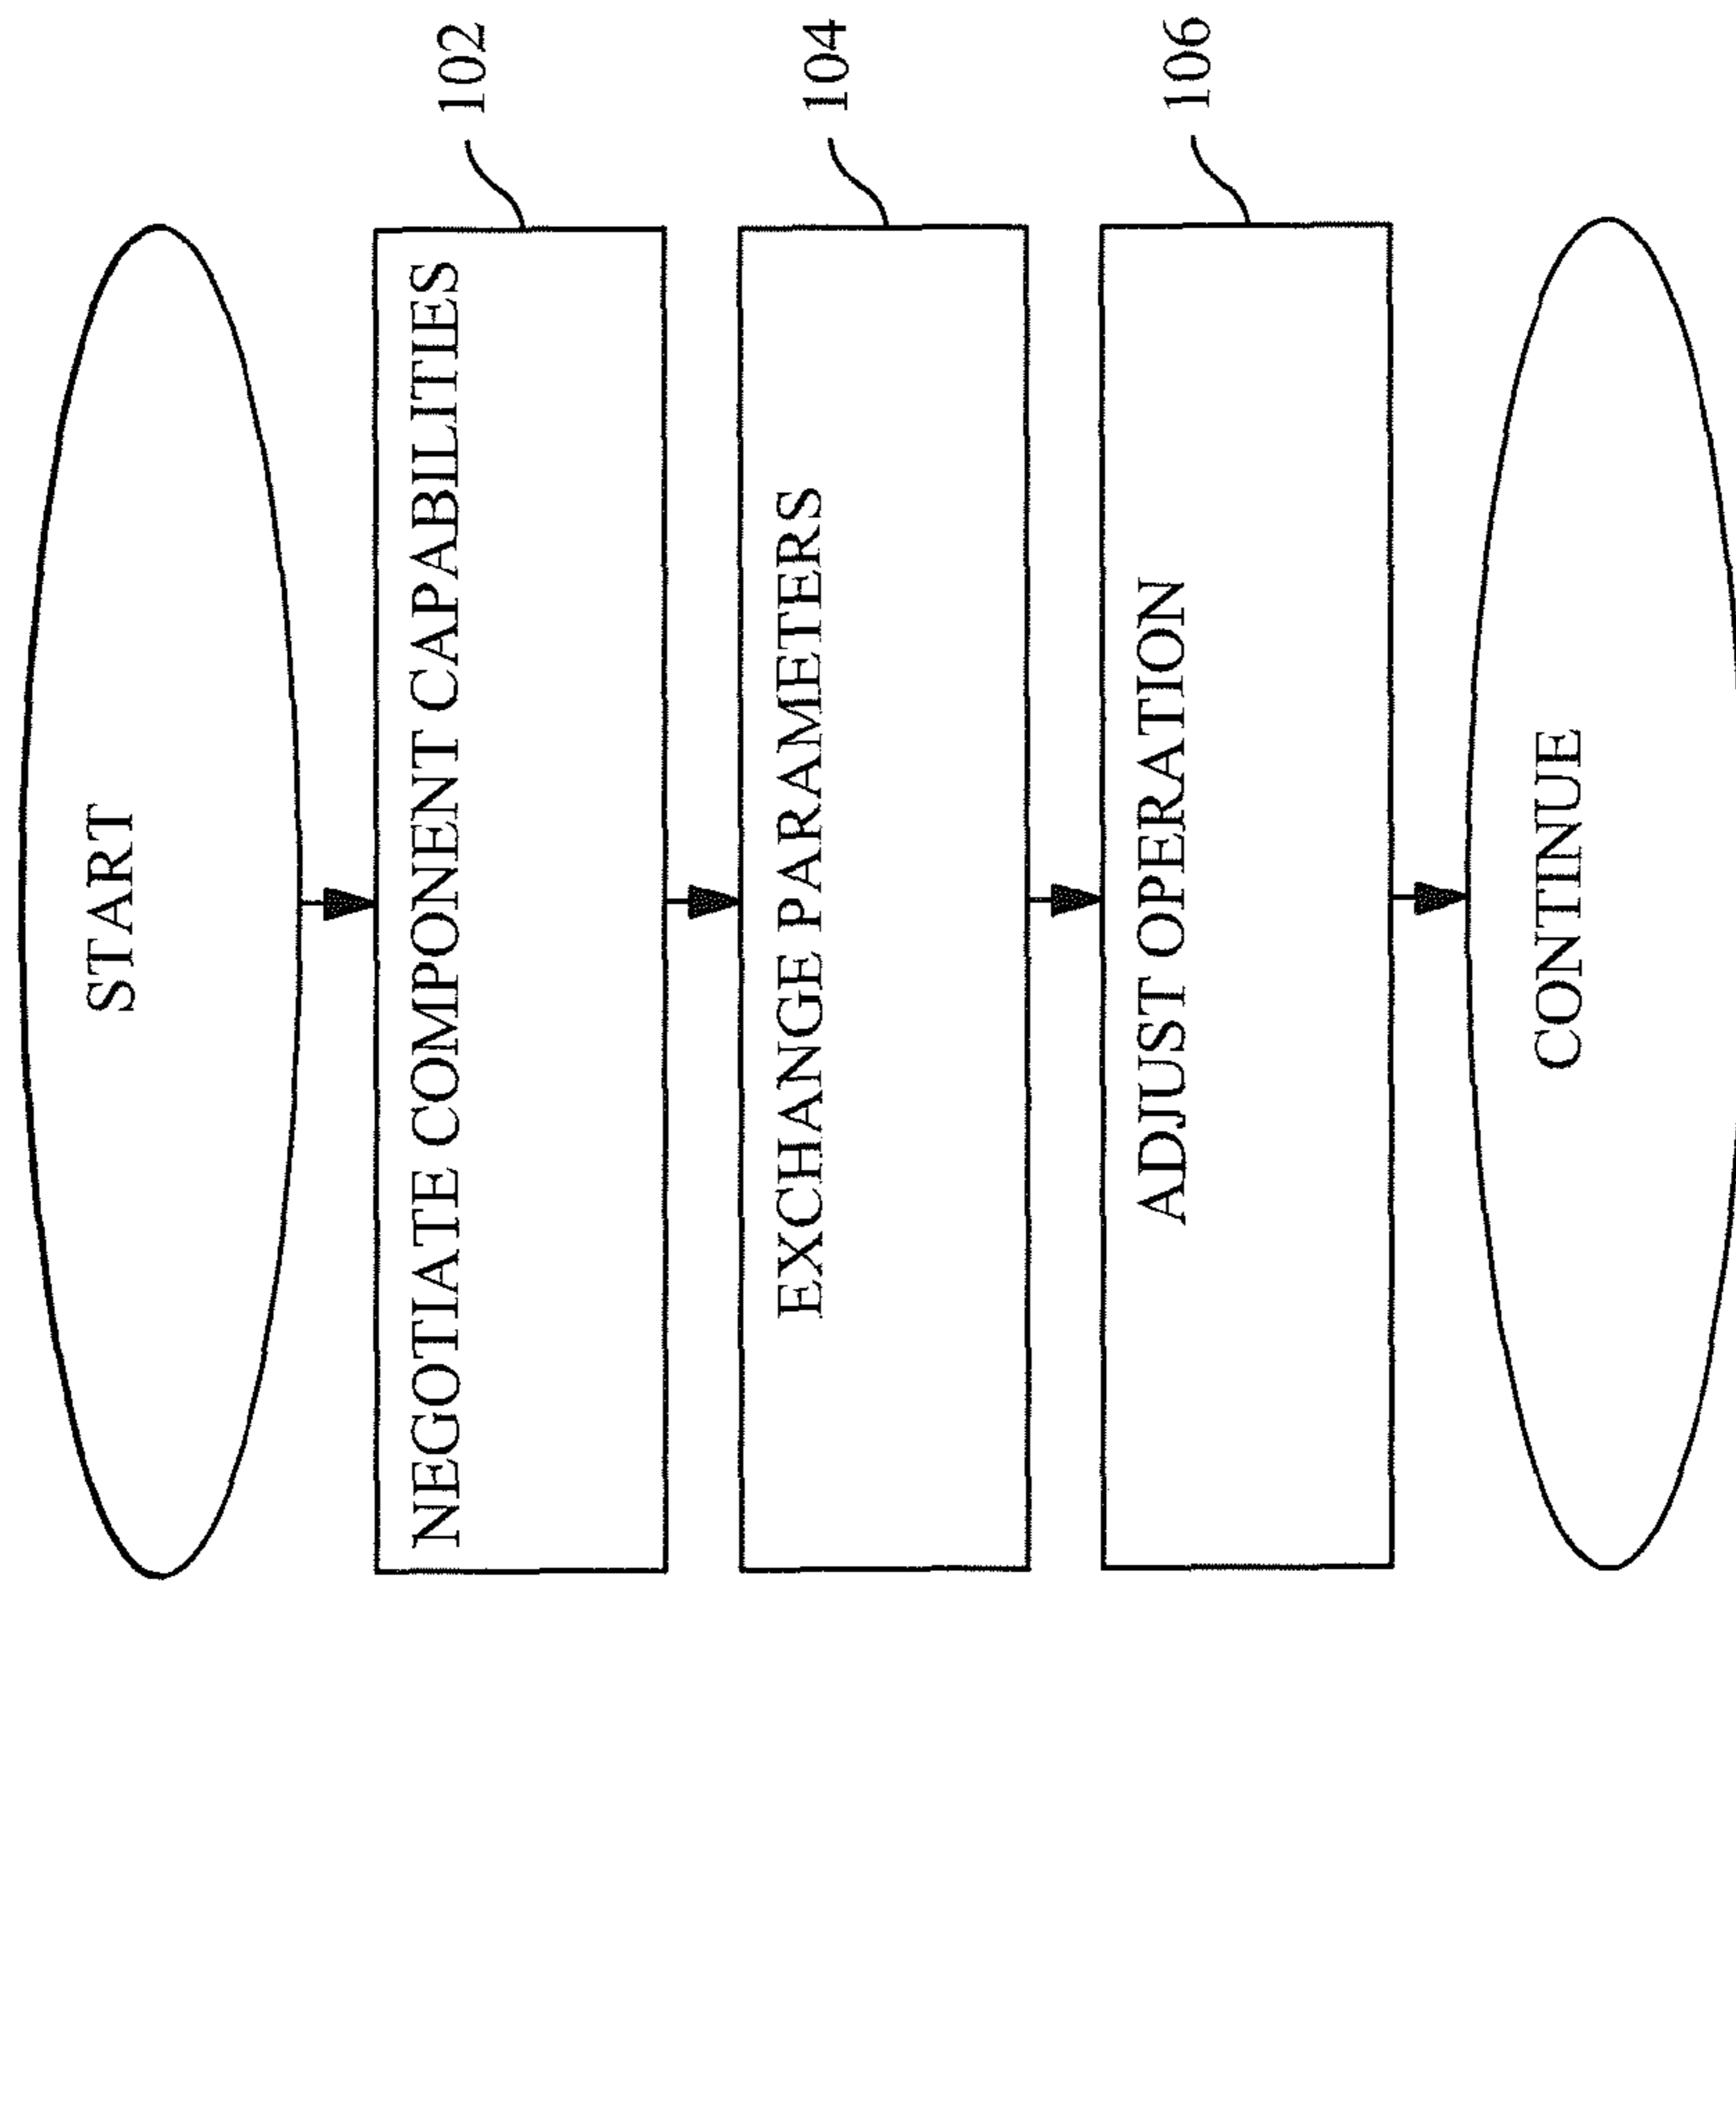 START
NEGOTIATE COMPONENT CAPABILITIES
102
EXCHANGE PARAMETERS
104
ADJUST OPERATION
106
CONTINUE